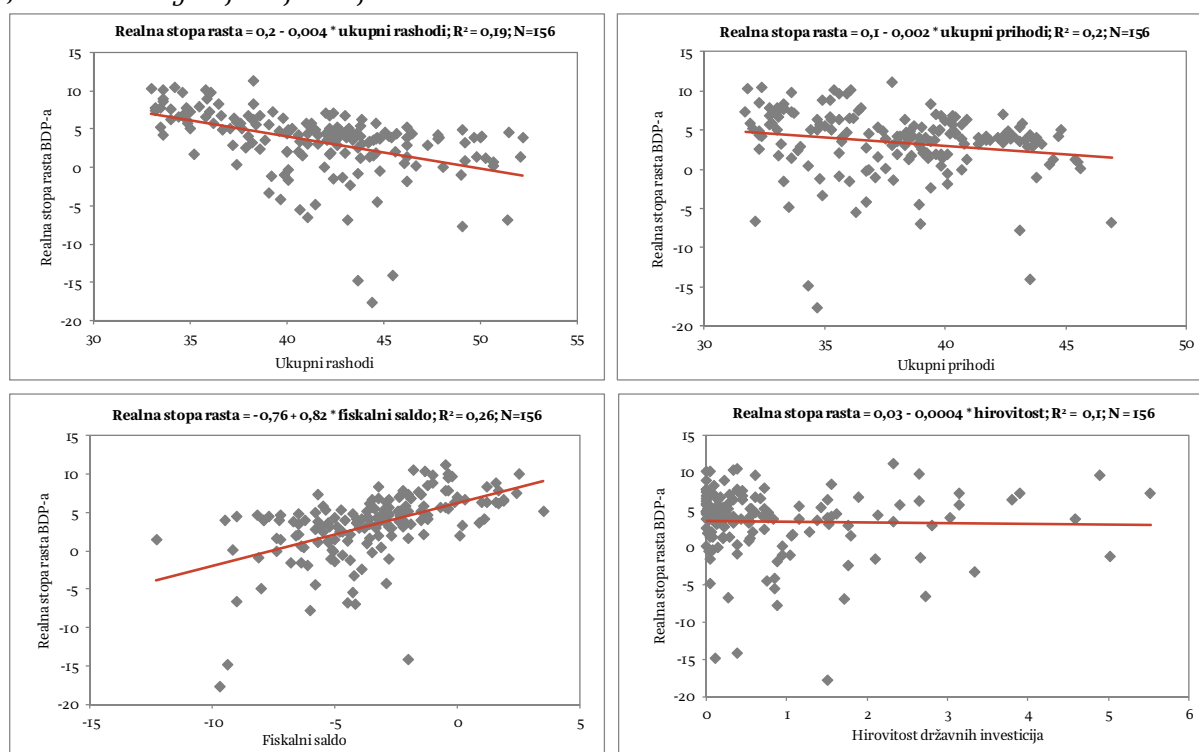 Realna stopa rasta = 0,2 - 0,004 * ukupni rashodi; R² = 0,19; N=156
15
10
5
0
-5
-10
-15
-20
Realna stopa rasta BDP-a
30 35 40 45 50 55
Ukupni rashodi
Realna stopa rasta = 0,1 - 0,002 * ukupni prihodi; R² = 0,2; N=156
15
10
5
0
-5
-10
-15
-20
Realna stopa rasta BDP-a
30 35 40 45 50
Ukupni prihodi
Realna stopa rasta = -0,76 + 0,82 * fiskalni saldo; R² = 0,26; N=156
15
10
5
0
-5
-10
-15
-20
Realna stopa rasta BDP-a
-15 -10 -5 0 5
Fiskalni saldo
Realna stopa rasta = 0,03 - 0,0004 * hirovitost; R² = 0,1; N = 156
15
10
5
0
-5
-10
-15
-20
Realna stopa rasta BDP-a
0 1 2 3 4 5 6
Hirovitost državnih investicija